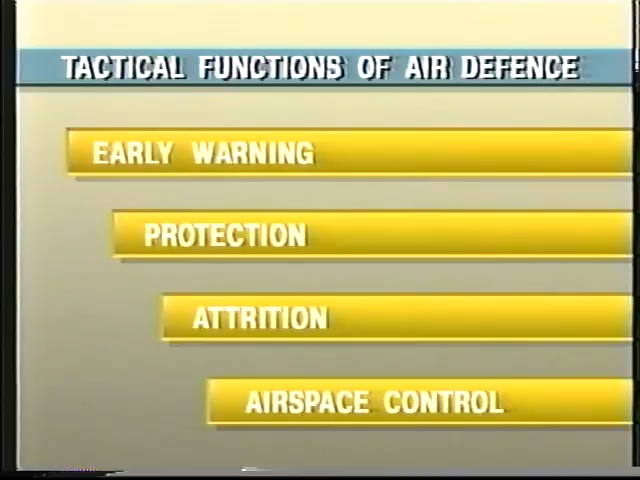 TACTICAL FUNCTIONS OF AIR DEFENCE
EARLY WARNING
PROTECTION
ATTRITION
AIRSPACE CONTROL